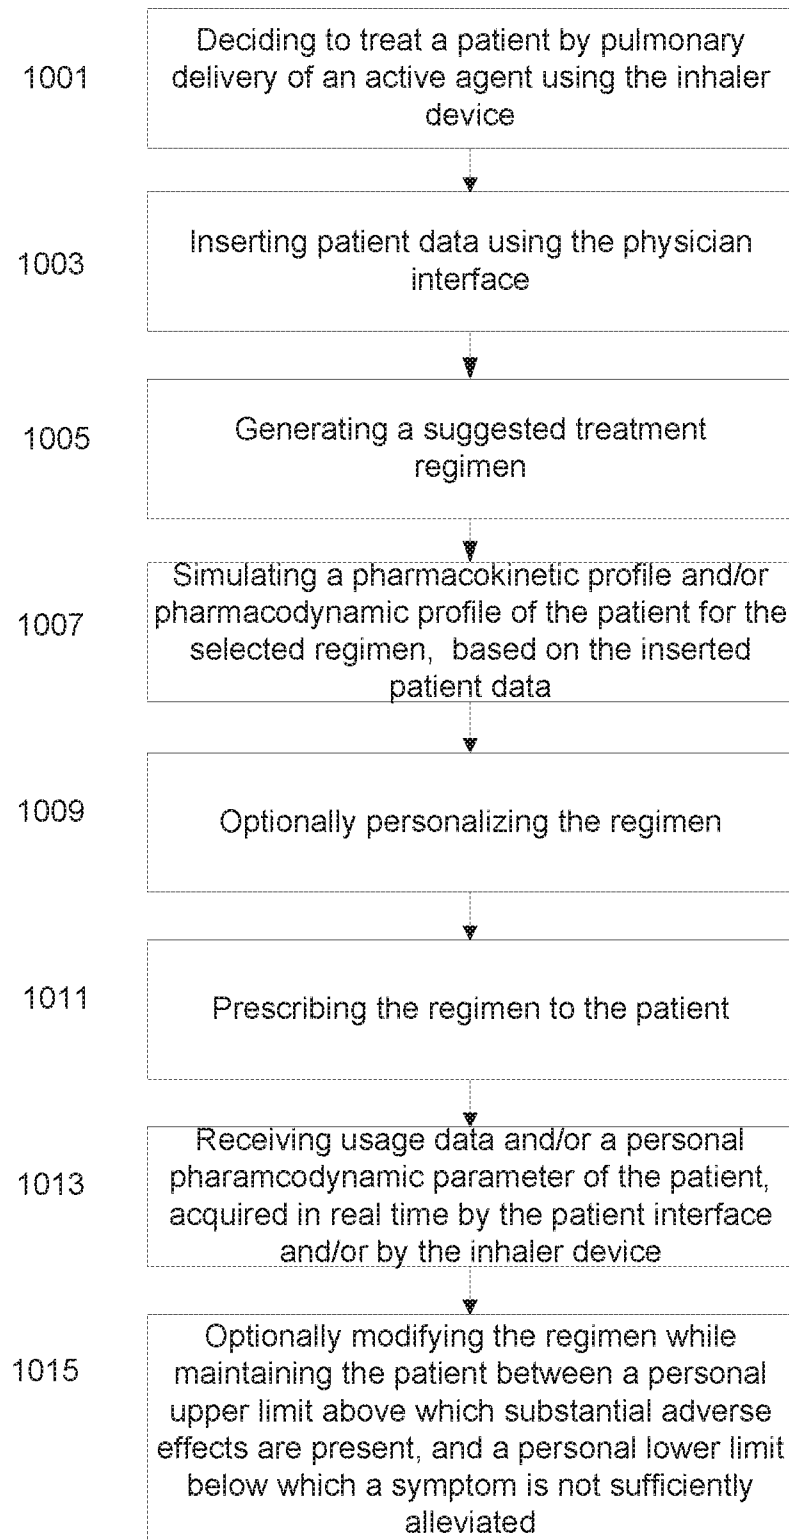 1001
Deciding to treat a patient by pulmonary
delivery of an active agent using the inhaler
device
1003
Inserting patient data using the physician
interface
1005
Generating a suggested treatment
regimen
1007
Simulating a pharmacokinetic profile and/or
pharmacodynamic profile of the patient for the
selected regimen, based on the inserted
patient data
1009
Optionally personalizing the regimen
1011
Prescribing the regimen to the patient
1013
Receiving usage data and/or a personal
pharamcodynamic parameter of the patient,
acquired in real time by the patient interface
and/or by the inhaler device
1015
Optionally modifying the regimen while
maintaining the patient between a personal
upper limit above which substantial adverse
effects are present, and a personal lower limit
below which a symptom is not sufficiently
alleviated